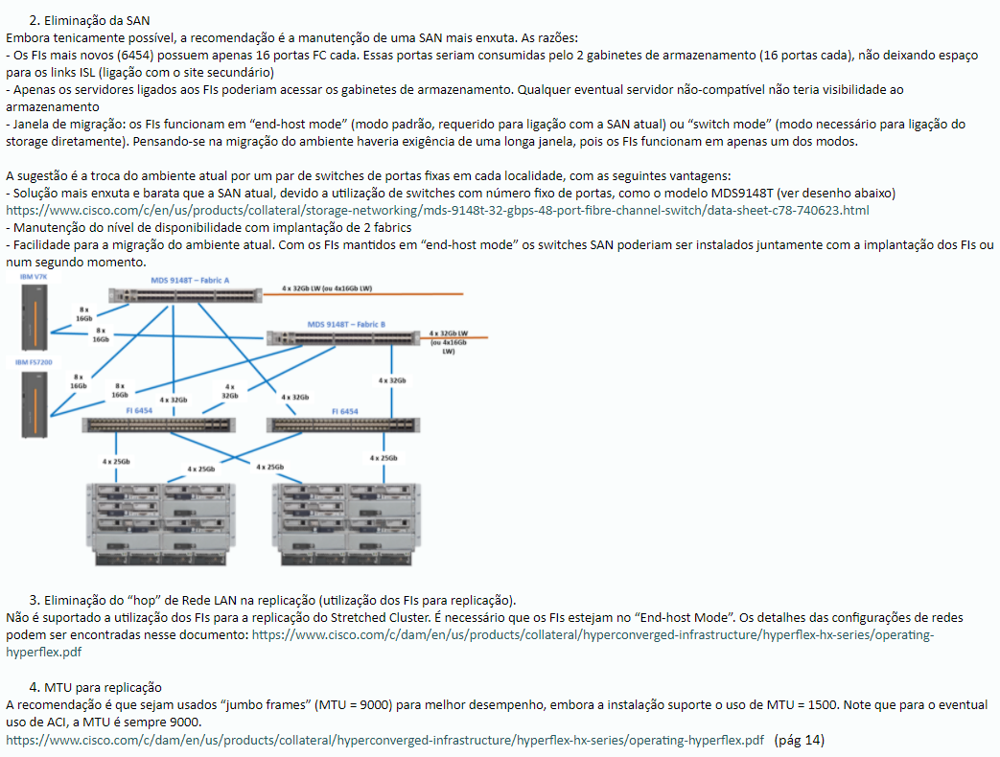 2. Eliminação da SAN
Embora tenicamente possível, a recomendação é a manutenção de uma SAN mais enxuta. As razões:
- Os FIs mais novos (6454) possuem apenas 16 portas FC cada. Essas portas seriam consumidas pelo 2 gabinetes de armazenamento (16 portas cada), não deixando espaço
para os links ISL (ligação com o site secundário)
- Apenas os servidores ligados aos FIs poderiam acessar os gabinetes de armazenamento. Qualquer eventual servidor não-compatível não teria visibilidade ao
armazenamento
- Janela de migração: os FIs funcionam em “end-host mode” (modo padrão, requerido para ligação com a SAN atual) ou “switch mode” (modo necessário para ligação do
storage diretamente). Pensando-se na migração do ambiente haveria exigência de uma longa janela, pois os FIs funcionam em apenas um dos modos.
A sugestão é a troca do ambiente atual por um par de switches de portas fixas em cada localidade, com as seguintes vantagens:
- Solução mais enxuta e barata que a SAN atual, devido a utilização de switches com número fixo de portas, como o modelo MDS9148T (ver desenho abaixo)
https://www.cisco.com/c/en/us/products/collateral/storage-networking/mds-9148t-32-gbps-48-port-fibre-channel-switch/data-sheet-c78-740623.html
- Manutenção do nível de disponibilidade com implantação de 2 fabrics
- Facilidade para a migração do ambiente atual. Com os FIs mantidos em “end-host mode” os switches SAN poderiam ser instalados juntamente com a implantação dos FIs ou
num segundo momento.
IBM V7K
MDS 9148T – Fabric A
4 x 32Gb LW (ou 4x16Gb LW)
8 x
16Gb
8 x
16Gb
MDS 9148T – Fabric B
4 x 32Gb LW
(ou 4x16Gb
LW)
IBM FS7200
8 x
16Gb
8 x
16Gb
4 x 32Gb
4 x
32Gb
4 x 32Gb
4 x 32Gb
FI 6454
FI 6454
4 x 25Gb
4 x 25Gb
4 x 25Gb
4 x 25Gb
3. Eliminação do “hop” de Rede LAN na replicação (utilização dos FIs para replicação).
Não é suportado a utilização dos FIs para a replicação do Stretched Cluster. É necessário que os FIs estejam no “End-host Mode”. Os detalhes das configurações de redes
podem ser encontradas nesse documento: https://www.cisco.com/c/dam/en/us/products/collateral/hyperconverged-infrastructure/hyperflex-hx-series/operating-
hyperflex.pdf
4. MTU para replicação
A recomendação é que sejam usados “jumbo frames” (MTU = 9000) para melhor desempenho, embora a instalação suporte o uso de MTU = 1500. Note que para o eventual
uso de ACI, a MTU é sempre 9000.
https://www.cisco.com/c/dam/en/us/products/collateral/hyperconverged-infrastructure/hyperflex-hx-series/operating-hyperflex.pdf (pág 14)